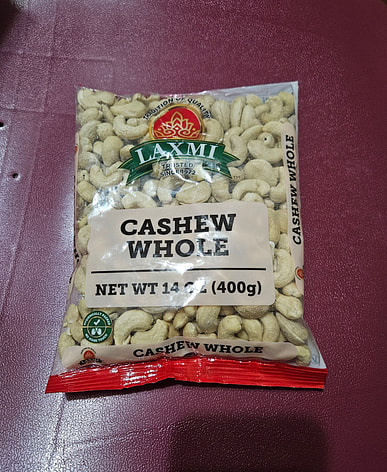 TRADITION OF QUALITY
LAXMI
TRUSTED
SINCE 1972
CASHEW
WHOLE
NET WT 14 OZ (400g)
CASHEW WHOLE
CASHEW WHOLE